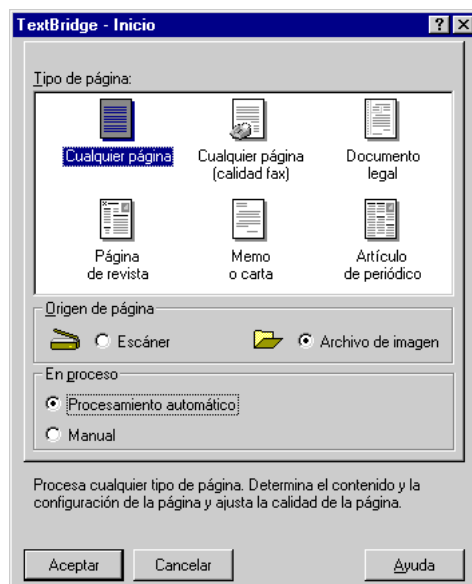 TextBridge - Inicio
Tipo de página:
Cualquier página
Cualquier página
(calidad fax)
Documento
legal
Página
de revista
Memo
o carta
Artículo
de periódico
Origen de página
Escáner
Archivo de imagen
En proceso
Procesamiento automático
Manual
Procesa cualquier tipo de página. Determina el contenido y la
configuración de la página y ajusta la calidad de la página.
Aceptar
Cancelar
Ayuda